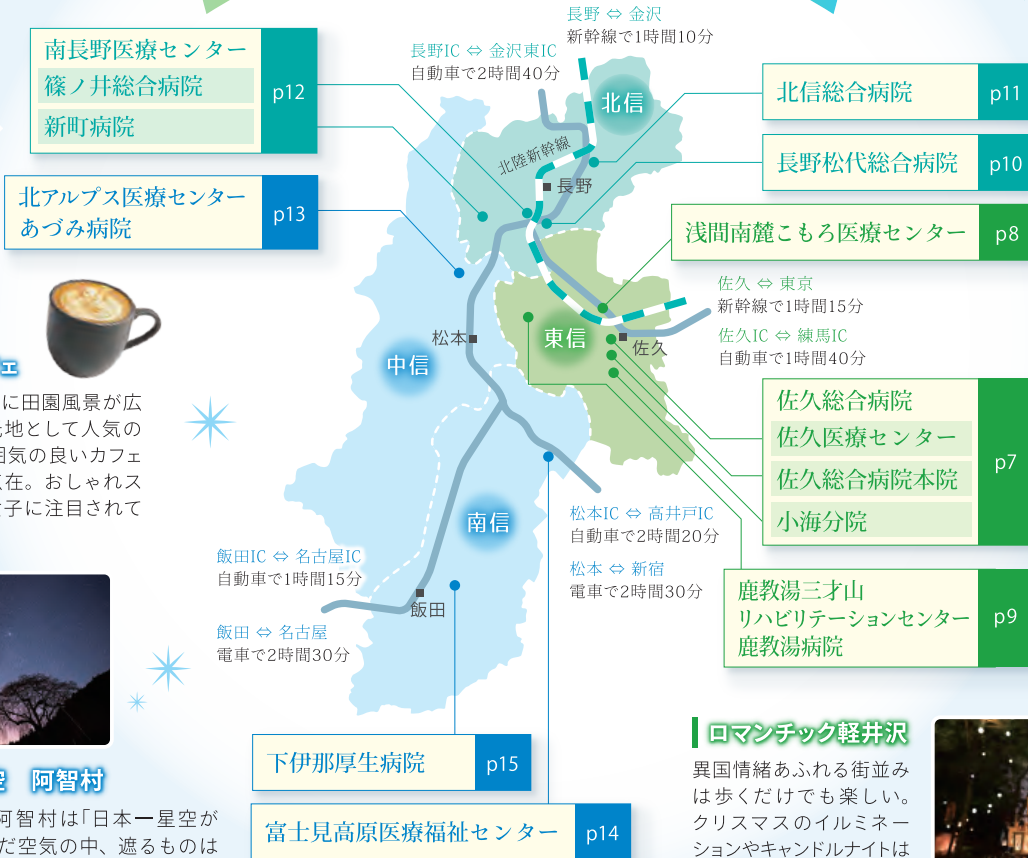 長野 ⇔ 金沢
新幹線で1時間10分
長野IC ⇔ 金沢東IC
自動車で2時間40分
南長野医療センター
篠ノ井総合病院
新町病院
p12
北アルプス医療センター
あづみ病院
p13
北信
北陸新幹線
長野
北信総合病院
p11
長野松代総合病院
p10
浅間南麓こもろ医療センター
p8
佐久 ⇔ 東京
新幹線で1時間15分
佐久IC ⇔ 練馬IC
自動車で1時間40分
松本
中信
東信
佐久
佐久総合病院
佐久医療センター
佐久総合病院本院
小海分院
p7
ェ
に田園風景が広
地として人気の
囲気の良いカフェ
在。おしゃれス
子に注目されて
南信
松本IC ⇔ 高井戸IC
自動車で2時間20分
松本 ⇔ 新宿
電車で2時間30分
飯田IC ⇔ 名古屋IC
自動車で1時間15分
飯田
飯田 ⇔ 名古屋
電車で2時間30分
鹿教湯三才山
リハビリテーションセンター
鹿教湯病院
p9
下伊那厚生病院
p15
富士見高原医療福祉センター
p14
空 阿智村
阿智村は「日本一星空が
だ空気の中、遮るものは
ロマンチック軽井沢
異国情緒あふれる街並み
は歩くだけでも楽しい。
クリスマスのイルミネー
ションやキャンドルナイトは